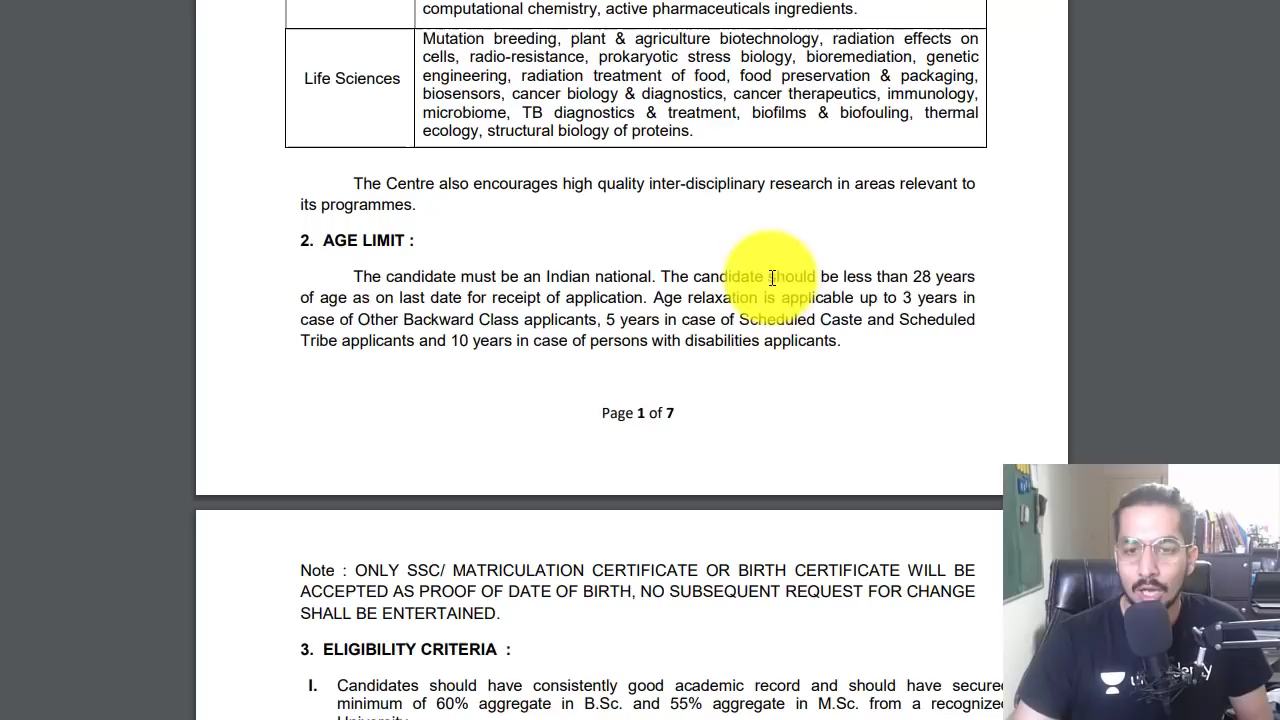 computational chemistry, active pharmaceuticals ingredients.
Life Sciences
Mutation breeding, plant & agriculture biotechnology, radiation effects on
cells, radio-resistance, prokaryotic stress biology, bioremediation, genetic
engineering, radiation treatment of food, food preservation & packaging,
biosensors, cancer biology & diagnostics, cancer therapeutics, immunology,
microbiome, TB diagnostics & treatment, biofilms & biofouling, thermal
ecology, structural biology of proteins.
The Centre also encourages high quality inter-disciplinary research in areas relevant to
its programmes.
2. AGE LIMIT :
The candidate must be an Indian national. The candidate should be less than 28 years
of age as on last date for receipt of application. Age relaxation is applicable up to 3 years in
case of Other Backward Class applicants, 5 years in case of Scheduled Caste and Scheduled
Tribe applicants and 10 years in case of persons with disabilities applicants.
Page 1 of 7
Note : ONLY SSC/ MATRICULATION CERTIFICATE OR BIRTH CERTIFICATE WILL BE
ACCEPTED AS PROOF OF DATE OF BIRTH, NO SUBSEQUENT REQUEST FOR CHANGE
SHALL BE ENTERTAINED.
3. ELIGIBILITY CRITERIA :
I. Candidates should have consistently good academic record and should have secure
minimum of 60% aggregate in B.Sc. and 55% aggregate in M.Sc. from a recognize